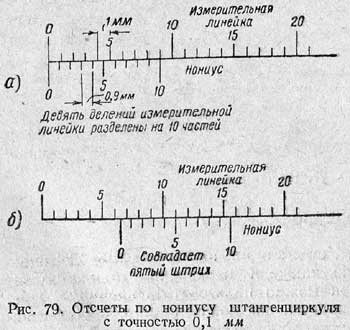 0 1 мм 5 10 Измерительная линейка 15 20
а) 0 0,9 мм 5 10 Нониус
Девять делений измерительной
линейки разделены на 10 частей
0 5 10 Измерительная линейка 15 20
б) 0 5 10 Нониус
Совпадает
пятый штрих
Рис. 79. Отсчеты по нониусу штангенциркуля
с точностью 0,1 мм